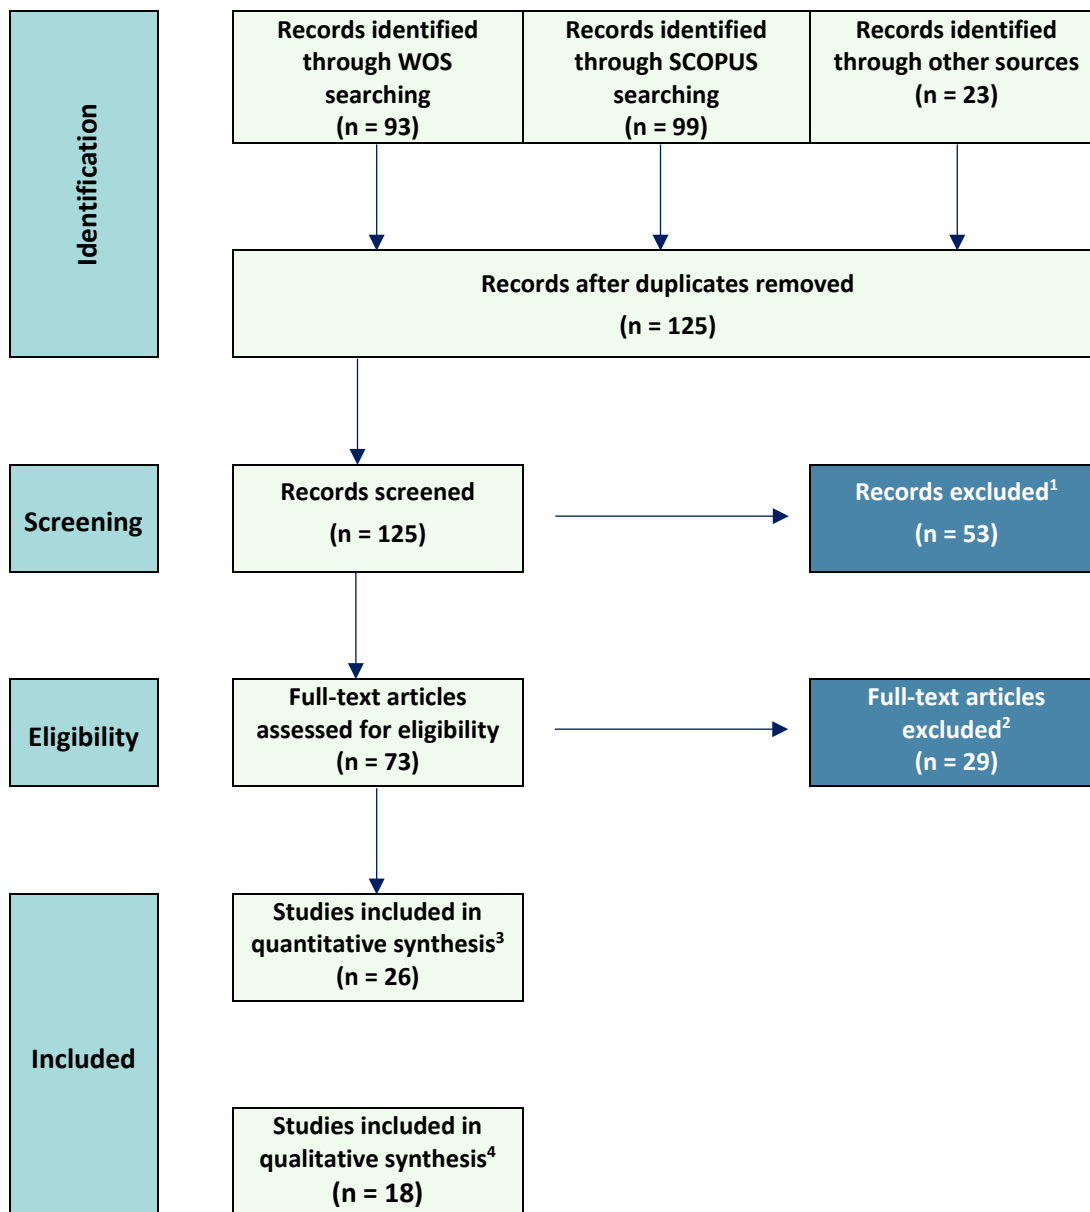 Identification
Records identified
through WOS
searching
(n = 93)
Records identified
through SCOPUS
searching
(n = 99)
Records identified
through other sources
(n = 23)
Records after duplicates removed
(n = 125)
Screening
Records screened
(n = 125)
Records excluded¹
(n = 53)
Eligibility
Full-text articles
assessed for eligibility
(n = 73)
Full-text articles
excluded²
(n = 29)
Included
Studies included in
quantitative synthesis³
(n = 26)
Studies included in
qualitative synthesis⁴
(n = 18)